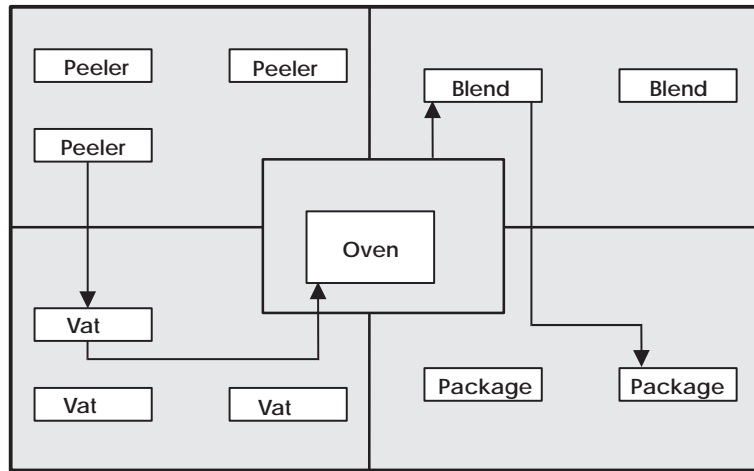 Peeler
Peeler
Blend
Blend
Peeler
Oven
Vat
Vat
Vat
Package
Package